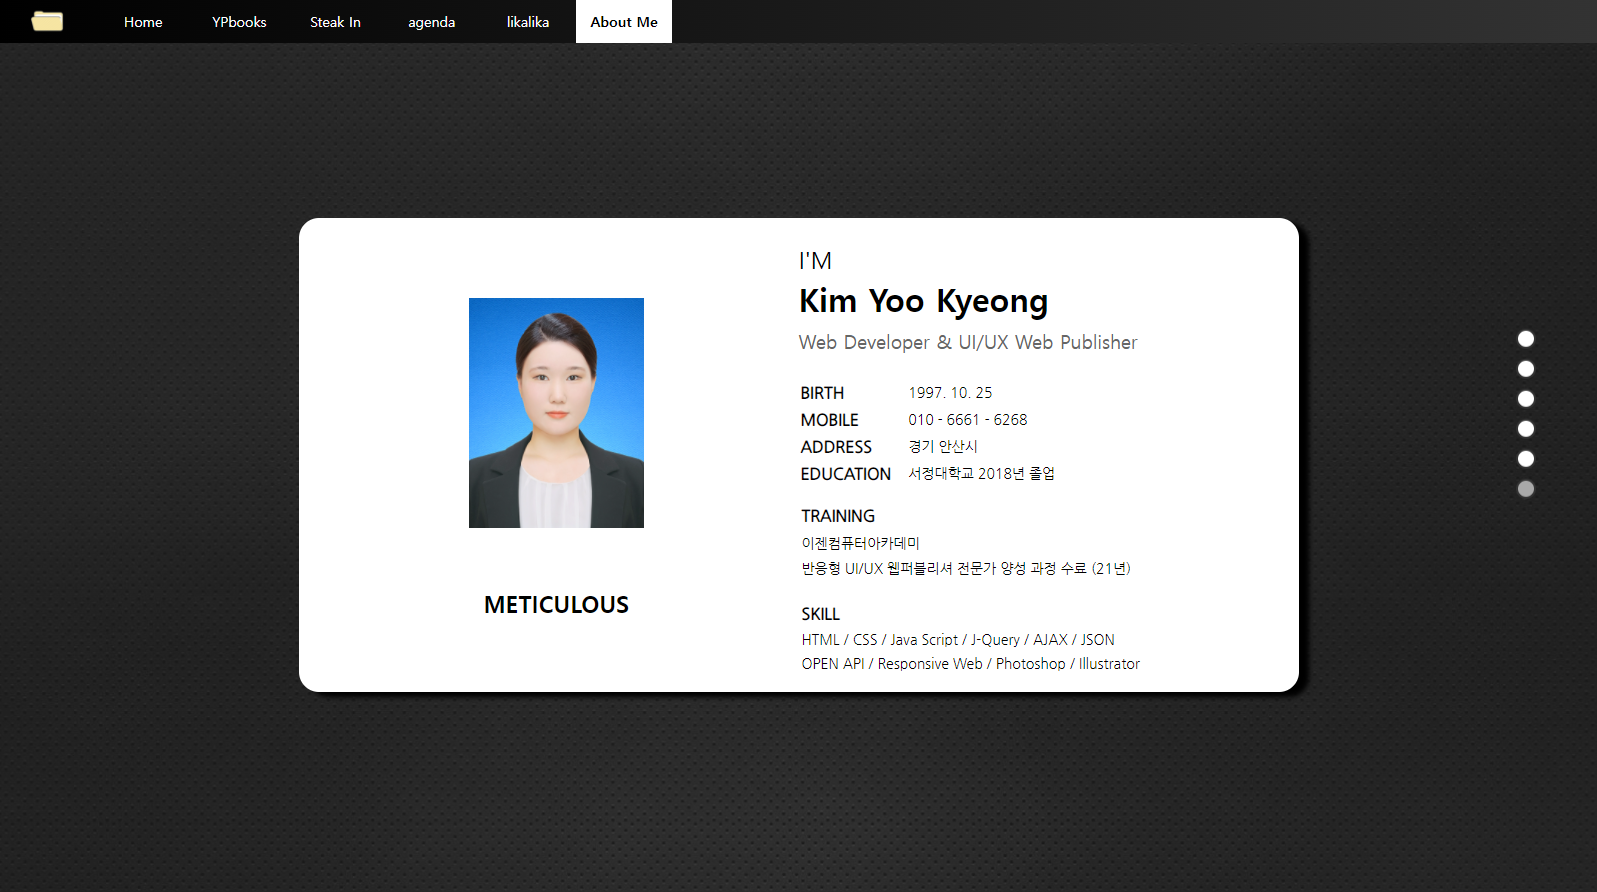 Home YPbooks Steak In agenda likalika About Me
I'M
Kim Yoo Kyeong
Web Developer & UI/UX Web Publisher
BIRTH 1997. 10. 25
MOBILE 010 - 6661 - 6268
ADDRESS 경기 안산시
EDUCATION 서정대학교 2018년 졸업
TRAINING
이젠컴퓨터아카데미
반응형 UI/UX 웹퍼블리셔 전문가 양성 과정 수료 (21년)
METICULOUS
SKILL
HTML / CSS / Java Script / J-Query / AJAX / JSON
OPEN API / Responsive Web / Photoshop / Illustrator